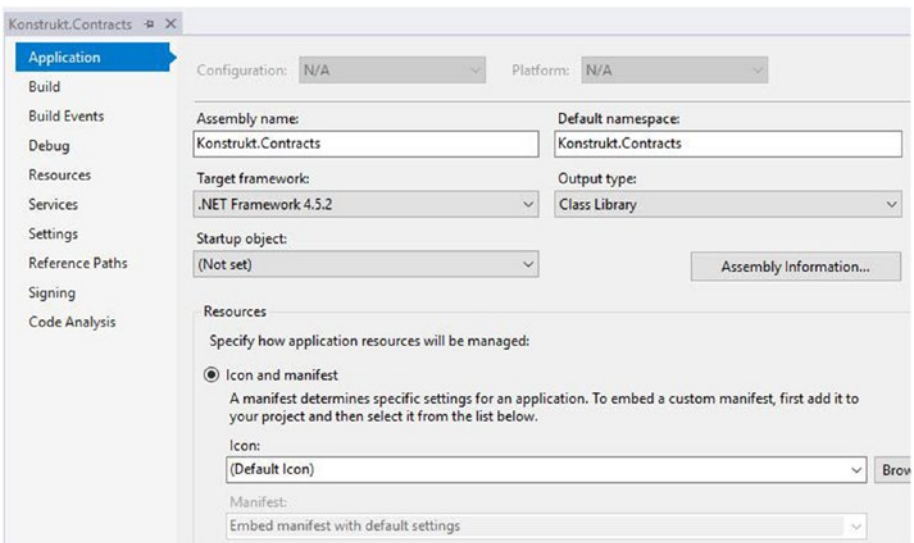 Konstrukt.Contracts
Application
Build
Build Events
Debug
Resources
Services
Settings
Reference Paths
Signing
Code Analysis
Configuration: N/A Platform: N/A
Assembly name: Default namespace:
Konstrukt.Contracts Konstrukt.Contracts
Target framework: Output type:
.NET Framework 4.5.2 Class Library
Startup object:
(Not set) Assembly Information...
Resources
Specify how application resources will be managed:
Icon and manifest
A manifest determines specific settings for an application. To embed a custom manifest, first add it to
your project and then select it from the list below.
Icon:
(Default Icon) Brow
Manifest:
Embed manifest with default settings